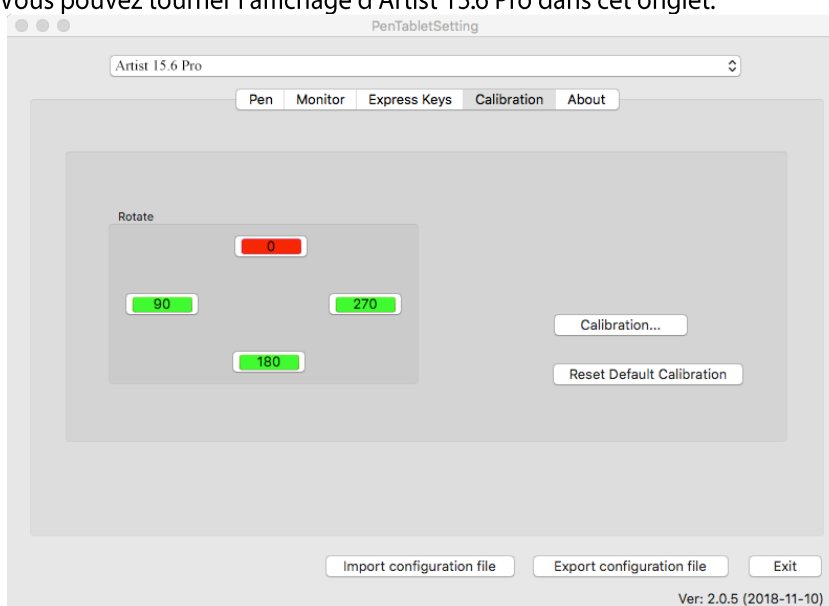 Vous pouvez tourner l'affichage d'Artist 15.6 Pro dans cet onglet.
PenTabletSetting
Artist 15.6 Pro
Pen Monitor Express Keys Calibration About
Rotate
0
90 270
Calibration...
180
Reset Default Calibration
Import configuration file Export configuration file Exit
Ver: 2.0.5 (2018-11-10)